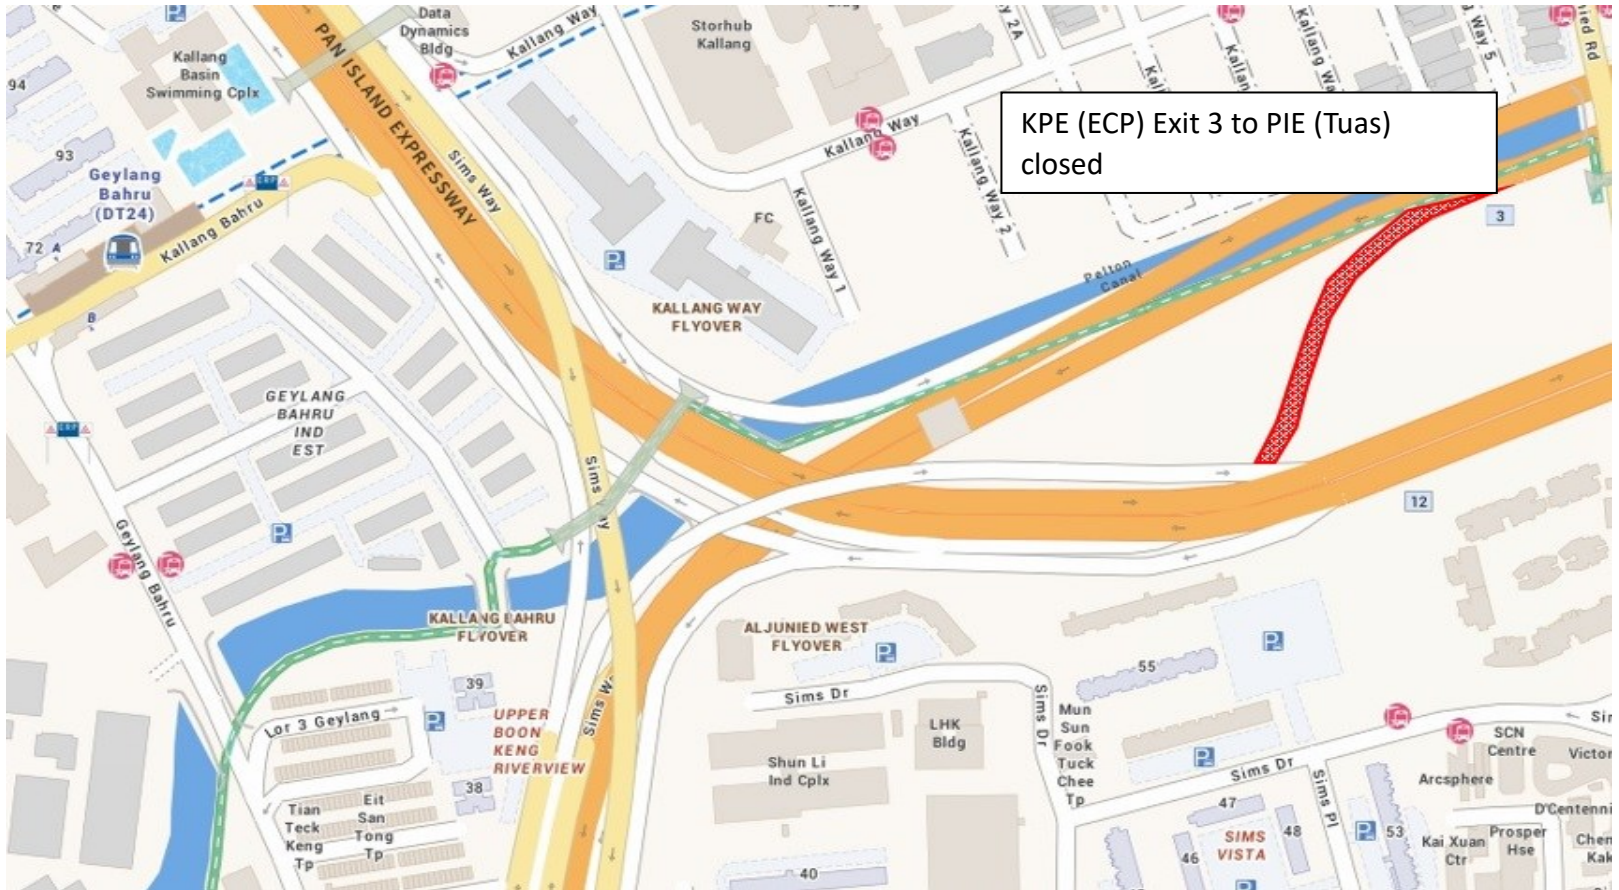 Data
Dynamics
Bldg
Kallang Way
Storhub
Kallang
PAN ISLAND EXPRESSWAY
Kallang
Basin
Swimming Cplx
94
93
Geylang
Bahru
(DT24)
72
A
B
Kallang Bahru
ERP
Sims Way
KPE (ECP) Exit 3 to PIE (Tuas)
closed
Kallang Way
Kallang Way 1
Kallang Way 2
FC
3
Pelton
Canal
KALLANG WAY
FLYOVER
GEYLANG
BAHRU
IND
EST
ERP
Sims Way
12
Geylang Bahru
KALLANG BAHRU
FLYOVER
ALJUNIED WEST
FLYOVER
Sims Dr
Sims Dr
55
39
Lor 3 Geylang
UPPER
BOON
KENG
RIVERVIEW
LHK
Bldg
Mun
Sun
Fook
Tuck
Chee
Tp
Shun Li
Ind Cplx
Sims Dr
SCN
Centre
Victor
Arcsphere
38
Tian
Teck
Keng
Tp
Eit
San
Tong
Tp
40
47
48
46
SIMS
VISTA
Sims Pl
53
D'Centenni
Kai Xuan
Ctr
Prosper
Hse
Chen
Kak